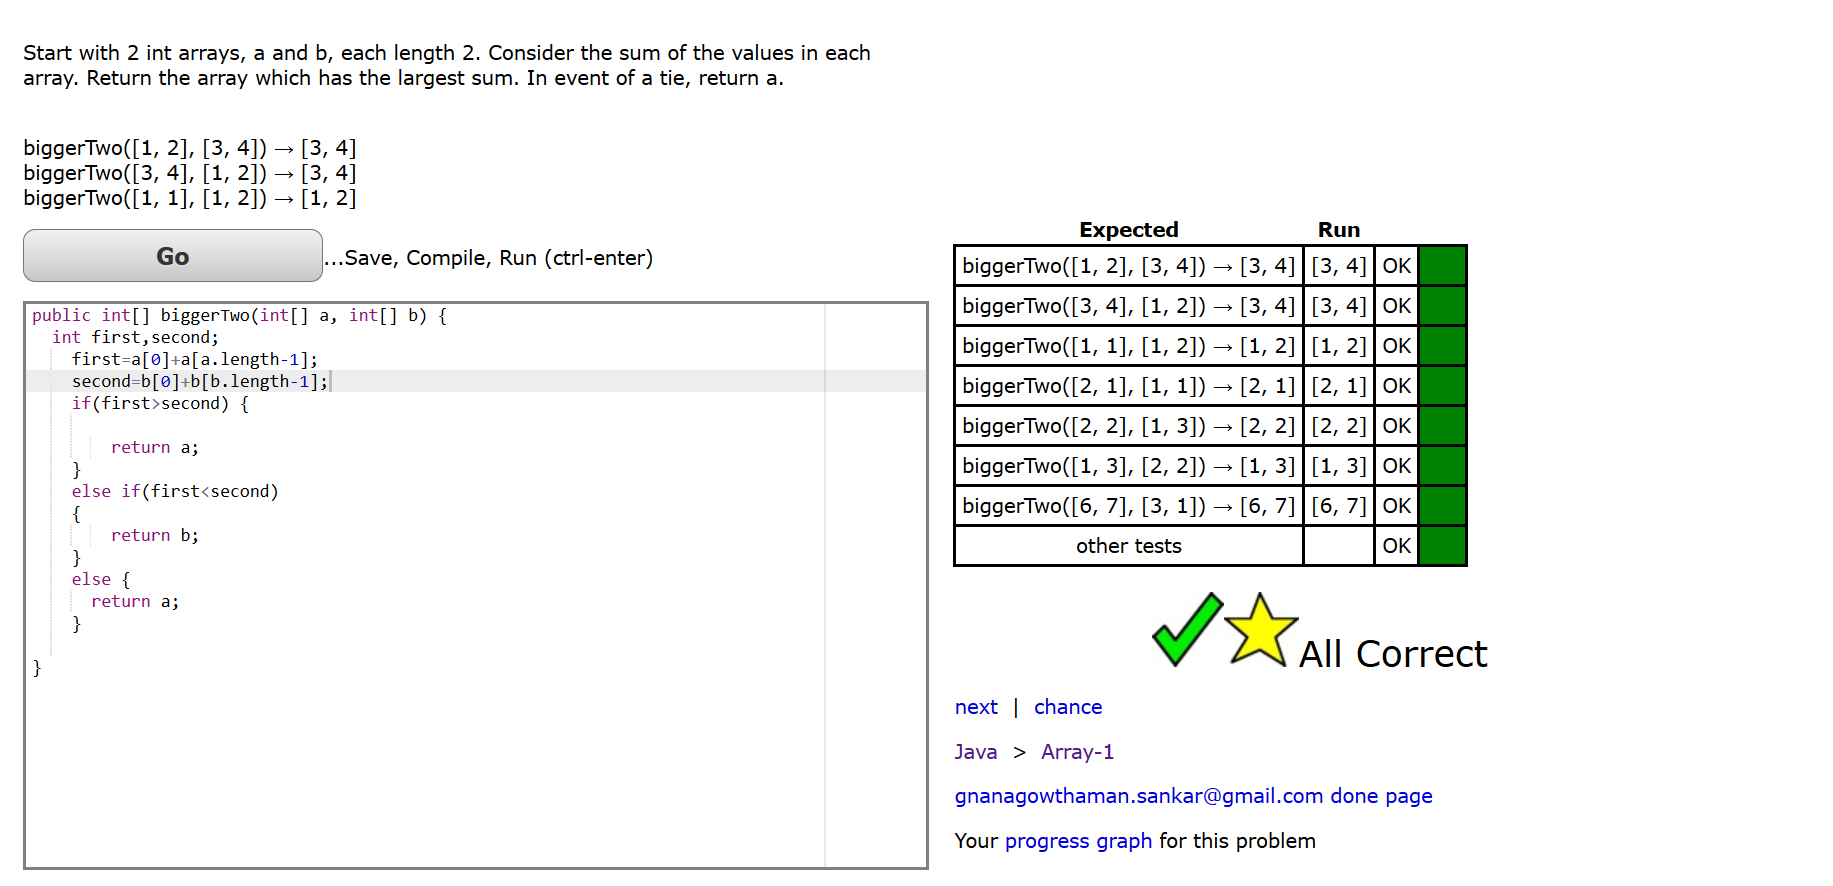 Start with 2 int arrays, a and b, each length 2. Consider the sum of the values in each
array. Return the array which has the largest sum. In event of a tie, return a.
biggerTwo([1, 2], [3, 4]) → [3, 4]
biggerTwo([3, 4], [1, 2]) → [3, 4]
biggerTwo([1, 1], [1, 2]) → [1, 2]
Go ...Save, Compile, Run (ctrl-enter)
public int[] biggerTwo(int[] a, int[] b) {
int first,second;
first=a[0]+a[a.length-1];
second=b[0]+b[b.length-1];
if(first>second) {
return a;
}
else if(first<second)
{
return b;
}
else {
return a;
}
}
Expected Run
biggerTwo([1, 2], [3, 4]) → [3, 4] [3, 4] OK
biggerTwo([3, 4], [1, 2]) → [3, 4] [3, 4] OK
biggerTwo([1, 1], [1, 2]) → [1, 2] [1, 2] OK
biggerTwo([2, 1], [1, 1]) → [2, 1] [2, 1] OK
biggerTwo([2, 2], [1, 3]) → [2, 2] [2, 2] OK
biggerTwo([1, 3], [2, 2]) → [1, 3] [1, 3] OK
biggerTwo([6, 7], [3, 1]) → [6, 7] [6, 7] OK
other tests OK
All Correct
next | chance
Java > Array-1
gnanagowthaman.sankar@gmail.com done page
Your progress graph for this problem